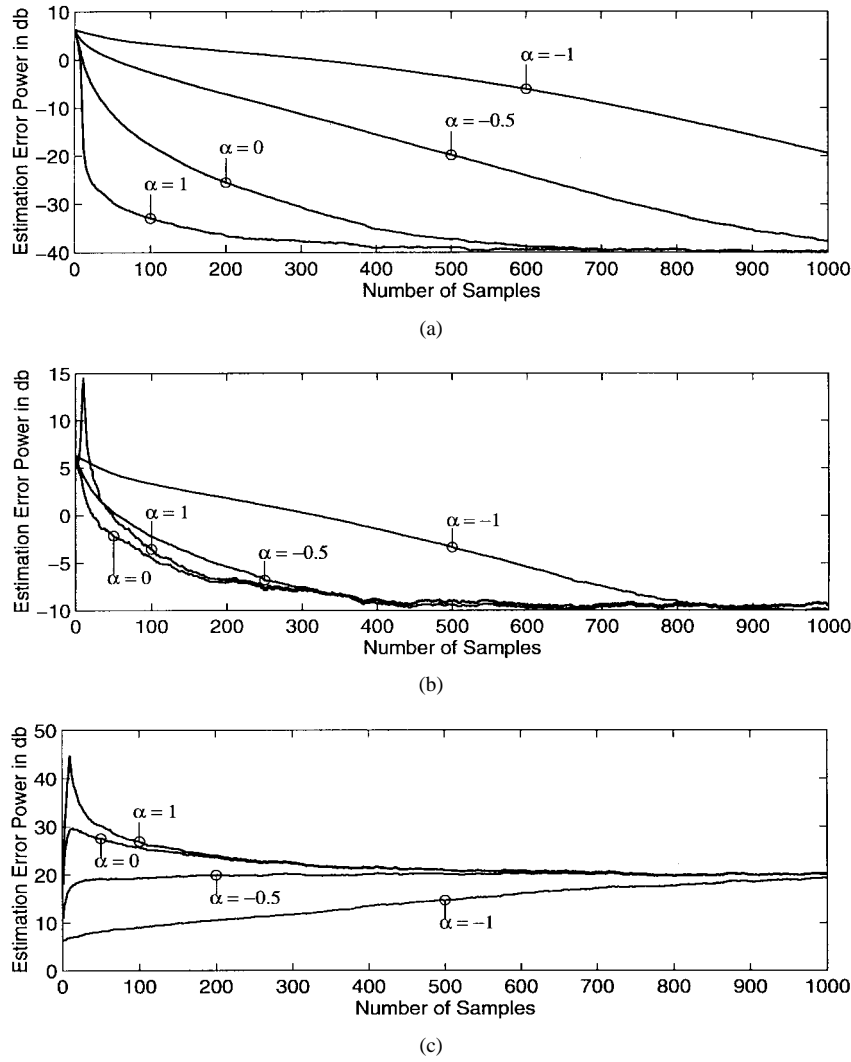 Estimation Error Power in db
0
−10
−20
−30
−40
α = −1
α = −0.5
α = 0
α = 1
0 100 200 300 400 500 600 700 800 900 1000
Number of Samples
(a)
Estimation Error Power in db
15
10
5
0
−5
−10
α = 1
α = −1
α = −0.5
α = 0
0 100 200 300 400 500 600 700 800 900 1000
Number of Samples
(b)
Estimation Error Power in db
50
40
30
20
10
0
α = 1
α = 0
α = −0.5
α = −1
0 100 200 300 400 500 600 700 800 900 1000
Number of Samples
(c)